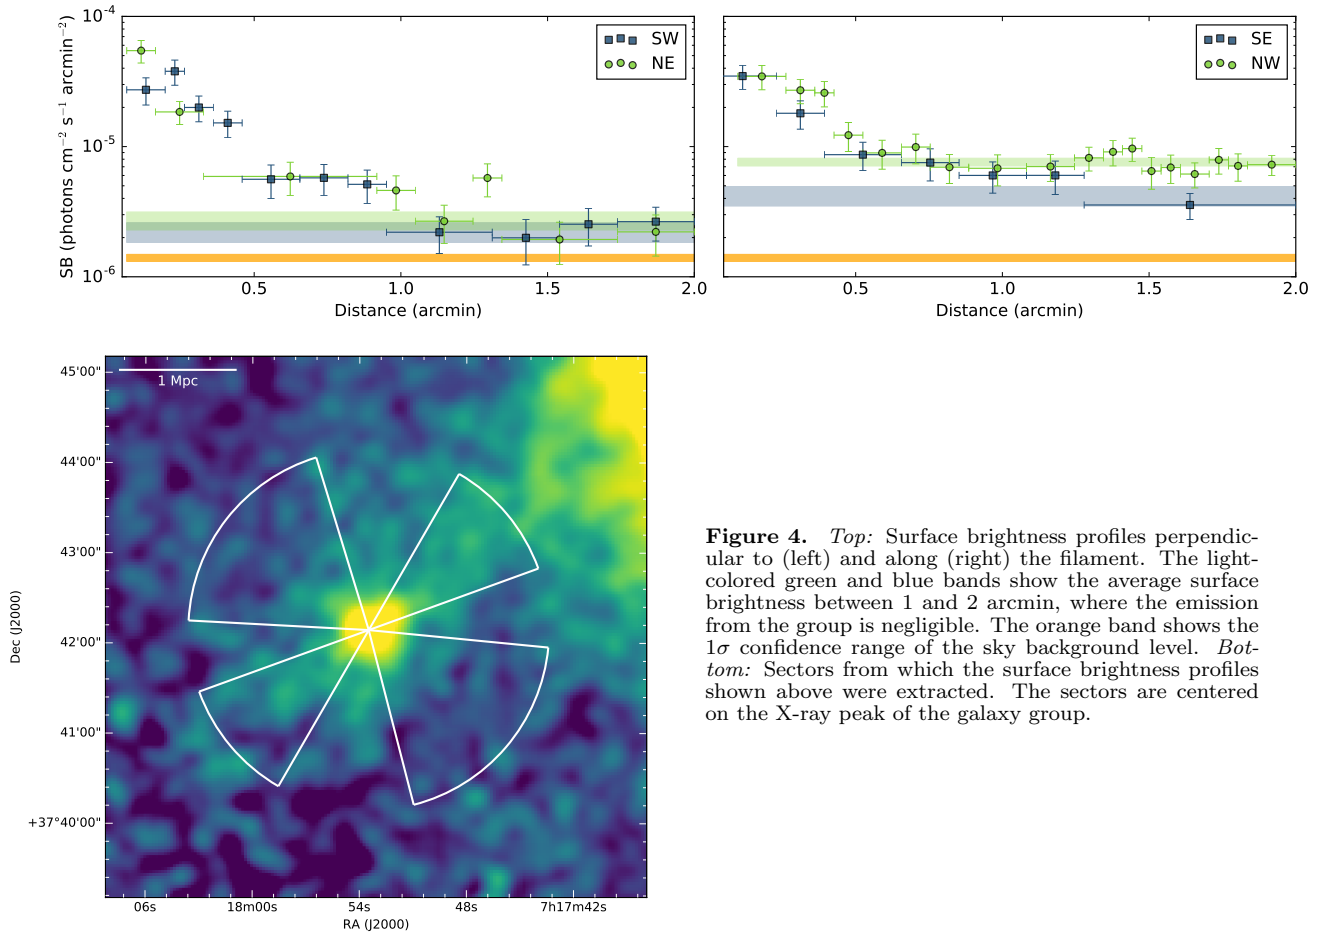 10⁻⁴
10⁻⁵
10⁻⁶
SB (photons cm⁻² s⁻¹ arcmin⁻²)
SW
NE
0.5
1.0
1.5
2.0
Distance (arcmin)
SE
NW
0.5
1.0
1.5
2.0
Distance (arcmin)
1 Mpc
45'00"
44'00"
43'00"
42'00"
41'00"
+37°40'00"
Dec (J2000)
06s
18m00s
54s
48s
7h17m42s
RA (J2000)
Figure 4. Top: Surface brightness profiles perpendic-
ular to (left) and along (right) the filament. The light-
colored green and blue bands show the average surface
brightness between 1 and 2 arcmin, where the emission
from the group is negligible. The orange band shows the
1σ confidence range of the sky background level. Bot-
tom: Sectors from which the surface brightness profiles
shown above were extracted. The sectors are centered
on the X-ray peak of the galaxy group.